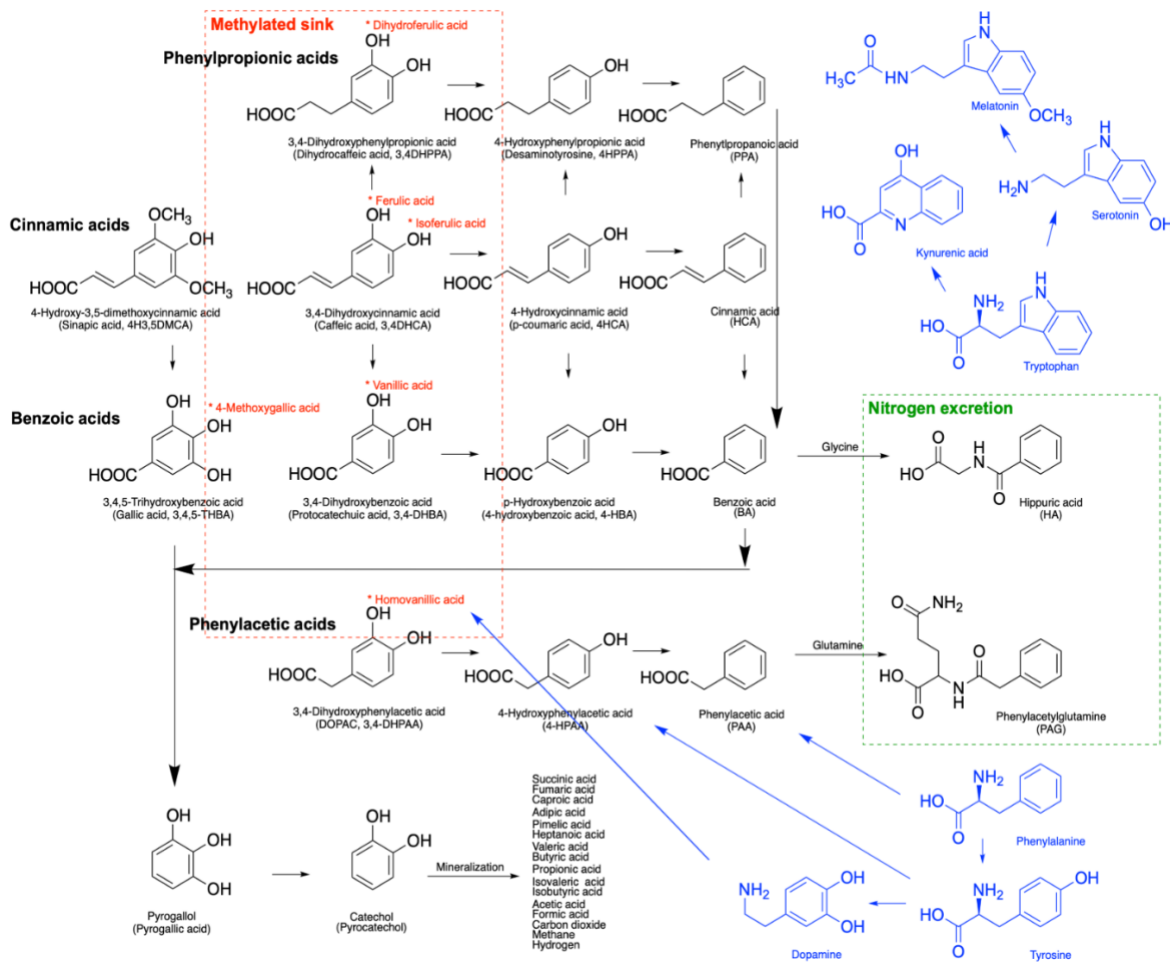 Methylated sink
* Dihydroferulic acid
OH
Phenylpropionic acids
OH
HOOC
3,4-Dihydroxyphenylpropionic acid
(Dihydrocaffeic acid, 3,4DHPPA)
OH
HOOC
4-Hydroxyphenylpropionic acid
(Desaminotyrosine, 4HPPA)
HOOC
Phenytlpropanoic acid
(PPA)
Cinnamic acids
OCH3
OH
HOOC
OCH3
4-Hydroxy-3,5-dimethoxycinnamic acid
(Sinapic acid, 4H3,5DMCA)
* Ferulic acid
OH
* Isoferulic acid
OH
HOOC
3,4-Dihydroxycinnamic acid
(Caffeic acid, 3,4DHCA)
OH
HOOC
4-Hydroxycinnamic acid
(p-coumaric acid, 4HCA)
HOOC
Cinnamic acid
(HCA)
Benzoic acids
OH
* 4-Methoxygallic acid
OH
HOOC
OH
3,4,5-Trihydroxybenzoic acid
(Gallic acid, 3,4,5-THBA)
* Vanillic acid
OH
OH
HOOC
3,4-Dihydroxybenzoic acid
(Protocatechuic acid, 3,4-DHBA)
OH
HOOC
p-Hydroxybenzoic acid
(4-hydroxybenzoic acid, 4-HBA)
HOOC
Benzoic acid
(BA)
Glycine
Nitrogen excretion
O
H
N
HO
O
Hippuric acid
(HA)
Phenylacetic acids
* Homovanillic acid
OH
OH
HOOC
3,4-Dihydroxyphenylacetic acid
(DOPAC, 3,4-DHPAA)
OH
HOOC
4-Hydroxyphenylacetic acid
(4-HPAA)
HOOC
Phenylacetic acid
(PAA)
Glutamine
O
NH2
HO
O
N
H
O
Phenylacetylglutamine
(PAG)
OH
OH
OH
Pyrogallol
(Pyrogallic acid)
OH
OH
Catechol
(Pyrocatechol)
Mineralization
Succinic acid
Fumaric acid
Caproic acid
Adipic acid
Pimelic acid
Heptanoic acid
Valeric acid
Butyric acid
Propionic acid
Isovaleric acid
Isobutyric acid
Acetic acid
Formic acid
Carbon dioxide
Methane
Hydrogen
H
N
O
H3C
NH
Melatonin
OCH3
H
N
H2N
Serotonin
OH
OH
HO
N
O
Kynurenic acid
H
N
NH2
HO
O
Tryptophan
NH2
HO
O
Phenylalanine
NH2
OH
HO
O
Tyrosine
NH2
OH
OH
Dopamine